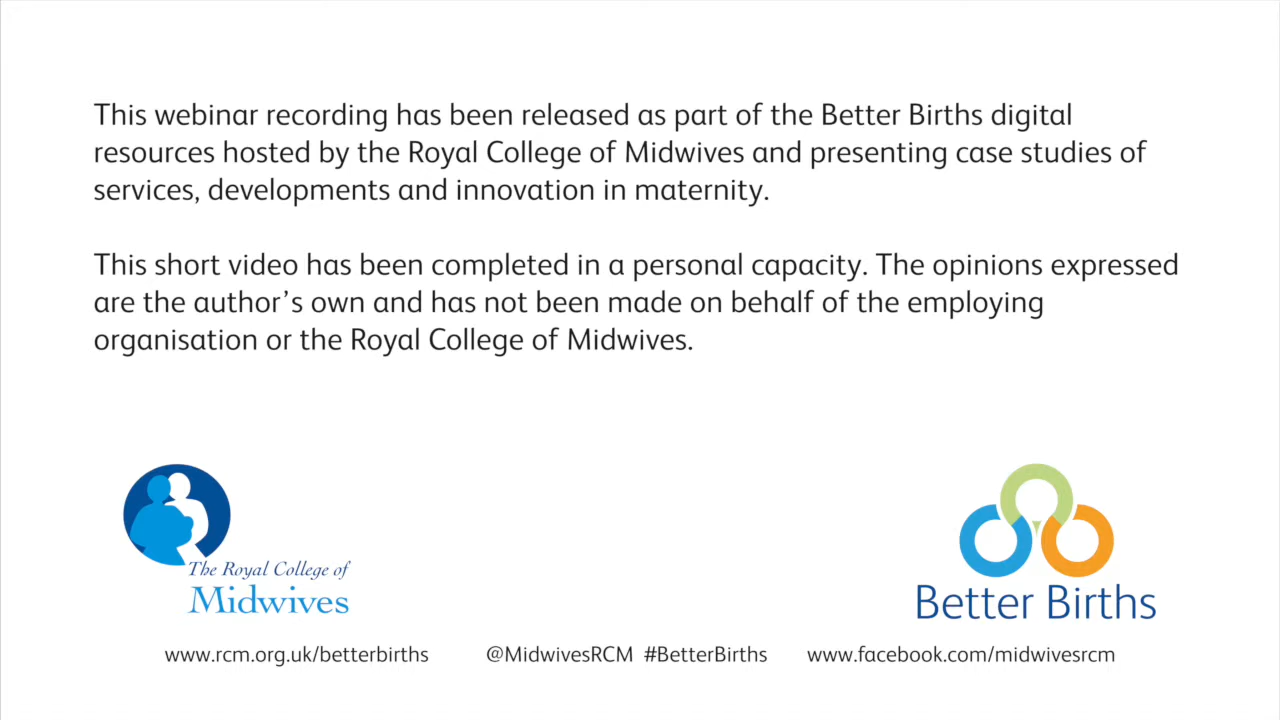 This webinar recording has been released as part of the Better Births digital
resources hosted by the Royal College of Midwives and presenting case studies of
services, developments and innovation in maternity.
This short video has been completed in a personal capacity. The opinions expressed
are the author’s own and has not been made on behalf of the employing
organisation or the Royal College of Midwives.
The Royal College of
Midwives
Better Births
www.rcm.org.uk/betterbirths @MidwivesRCM #BetterBirths www.facebook.com/midwivesrcm